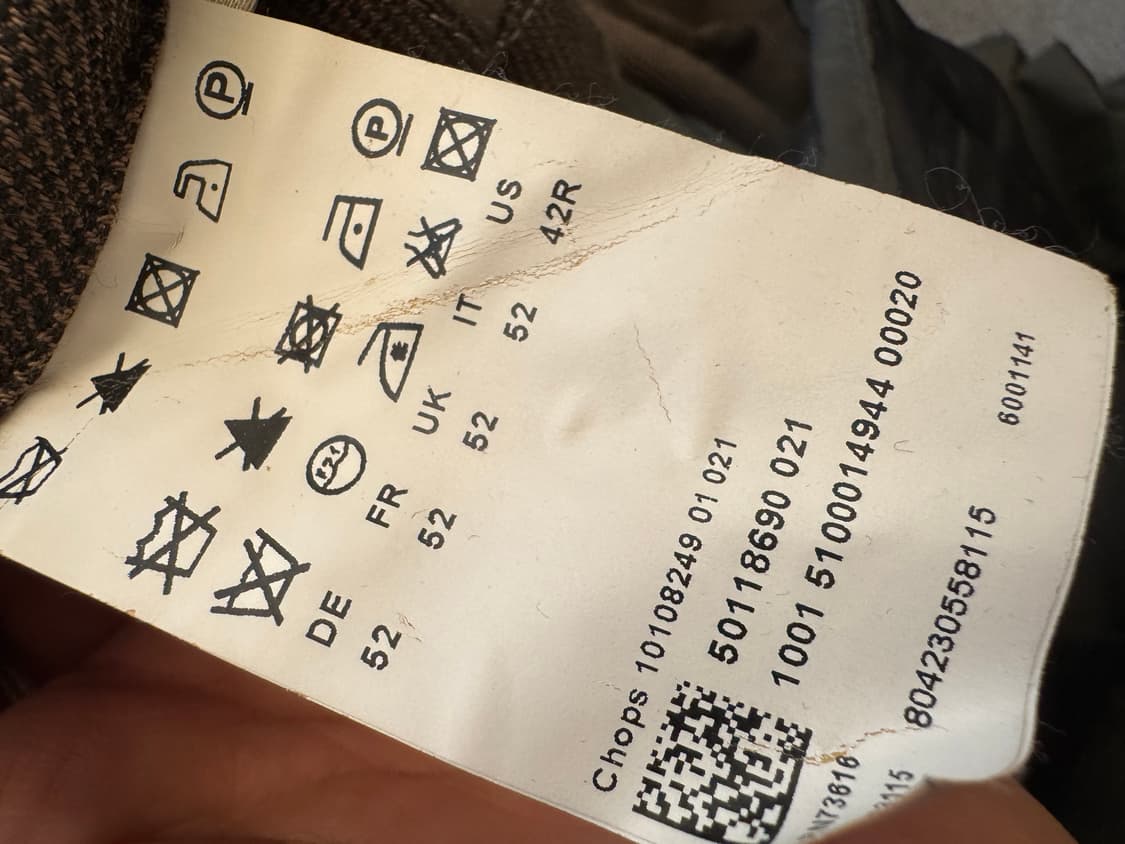 P
P
DE FR UK IT US
52 52 52 52 42R
Chops 10108249 01 021
50118690 021
1001 5100014944 00020
804230558115
6001141